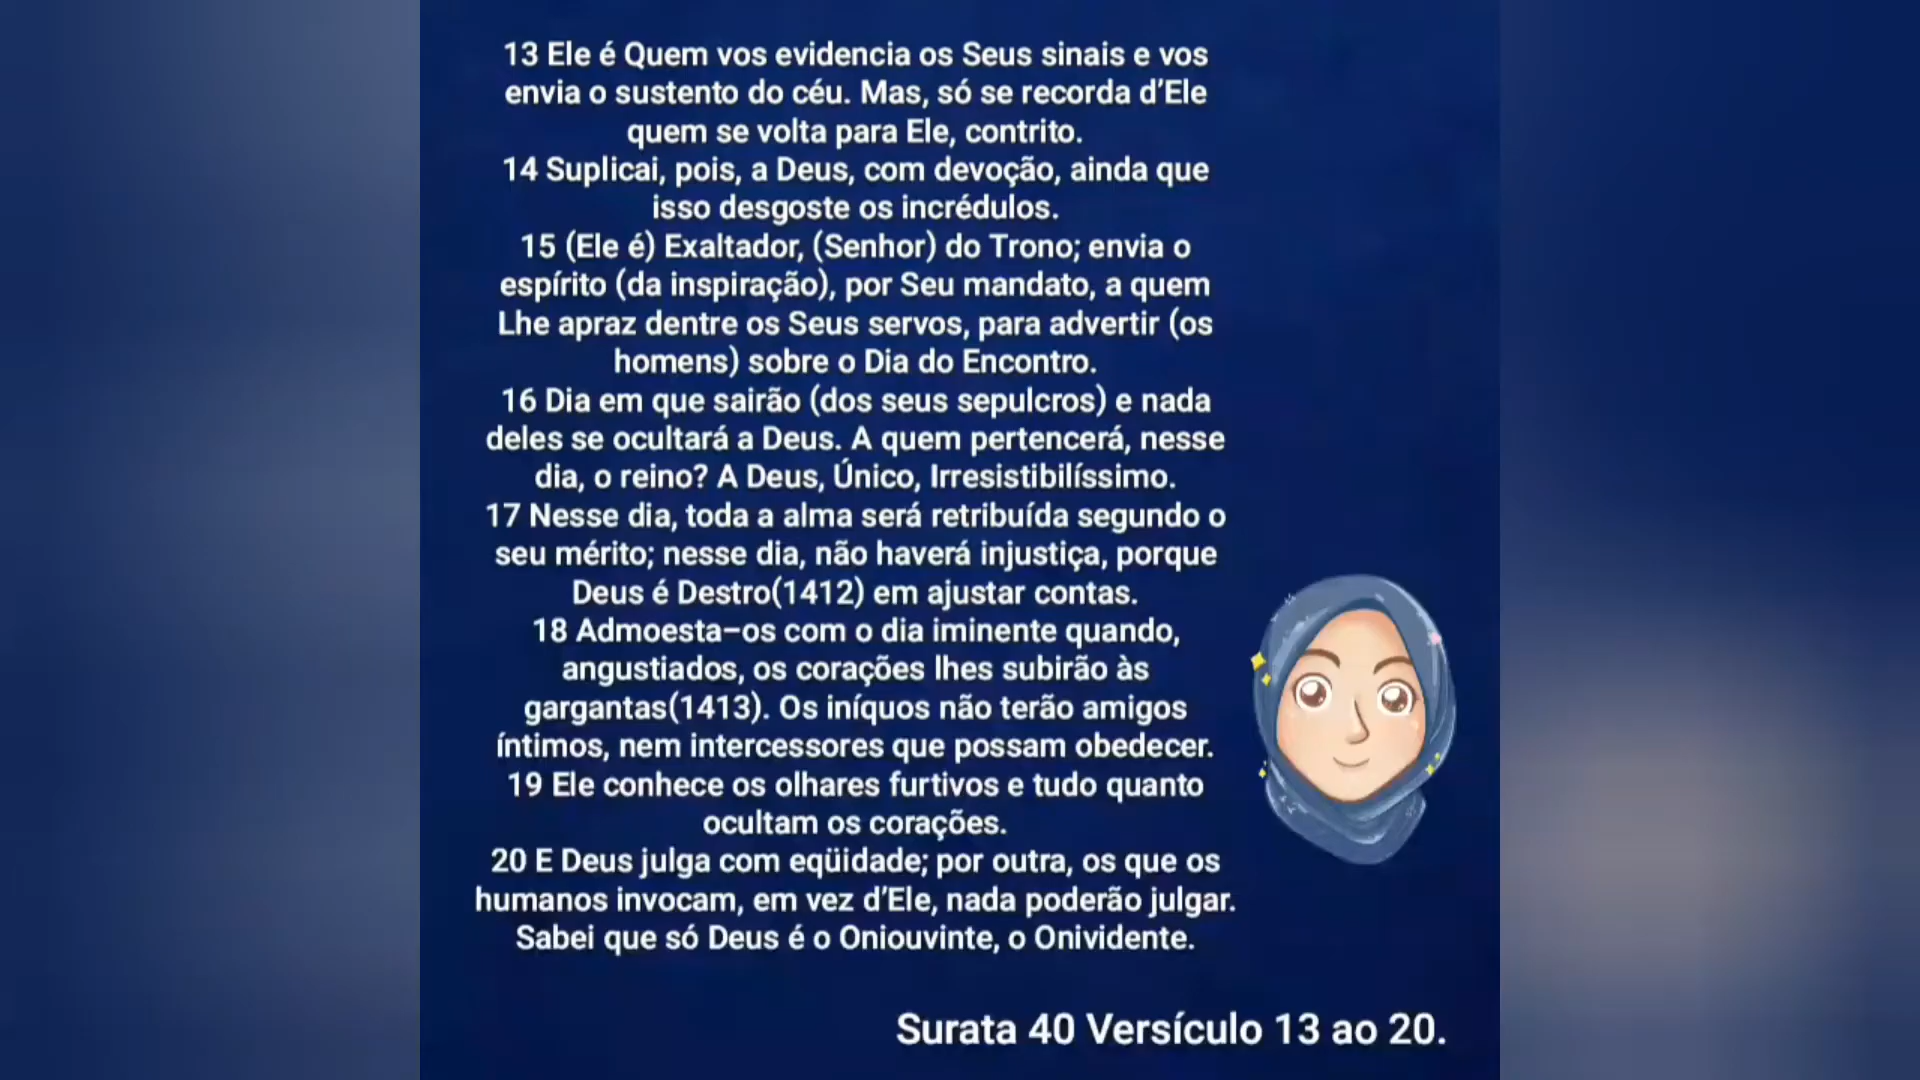 13 Ele é Quem vos evidencia os Seus sinais e vos
envia o sustento do céu. Mas, só se recorda d’Ele
quem se volta para Ele, contrito.
14 Suplicai, pois, a Deus, com devoção, ainda que
isso desgoste os incrédulos.
15 (Ele é) Exaltador, (Senhor) do Trono; envia o
espírito (da inspiração), por Seu mandato, a quem
Lhe apraz dentre os Seus servos, para advertir (os
homens) sobre o Dia do Encontro.
16 Dia em que sairão (dos seus sepulcros) e nada
deles se ocultará a Deus. A quem pertencerá, nesse
dia, o reino? A Deus, Único, Irresistibilíssimo.
17 Nesse dia, toda a alma será retribuída segundo o
seu mérito; nesse dia, não haverá injustiça, porque
Deus é Destro(1412) em ajustar contas.
18 Admoesta–os com o dia iminente quando,
angustiados, os corações lhes subirão às
gargantas(1413). Os iníquos não terão amigos
íntimos, nem intercessores que possam obedecer.
19 Ele conhece os olhares furtivos e tudo quanto
ocultam os corações.
20 E Deus julga com eqüidade; por outra, os que os
humanos invocam, em vez d’Ele, nada poderão julgar.
Sabei que só Deus é o Oniouvinte, o Onividente.
Surata 40 Versículo 13 ao 20.